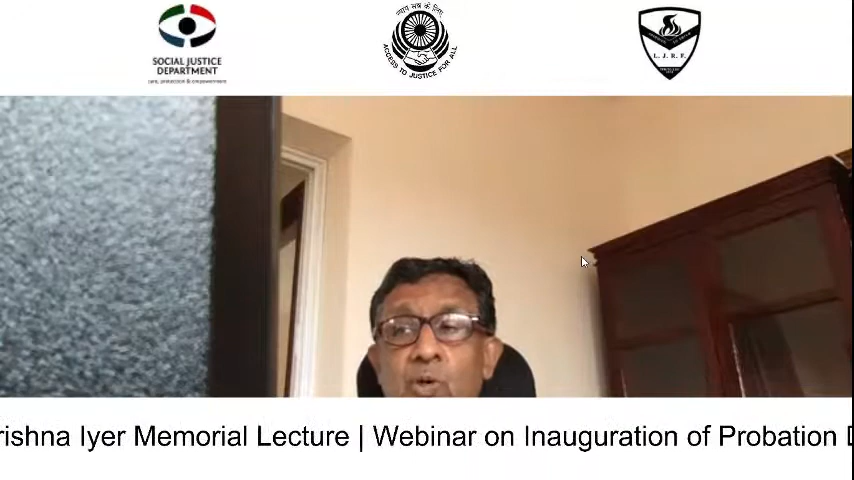 SOCIAL JUSTICE
DEPARTMENT
care, protection & empowerment
न्याय सब के लिए
ACCESS TO JUSTICE FOR ALL
L.J.R.F.
rishna Iyer Memorial Lecture | Webinar on Inauguration of Probation D